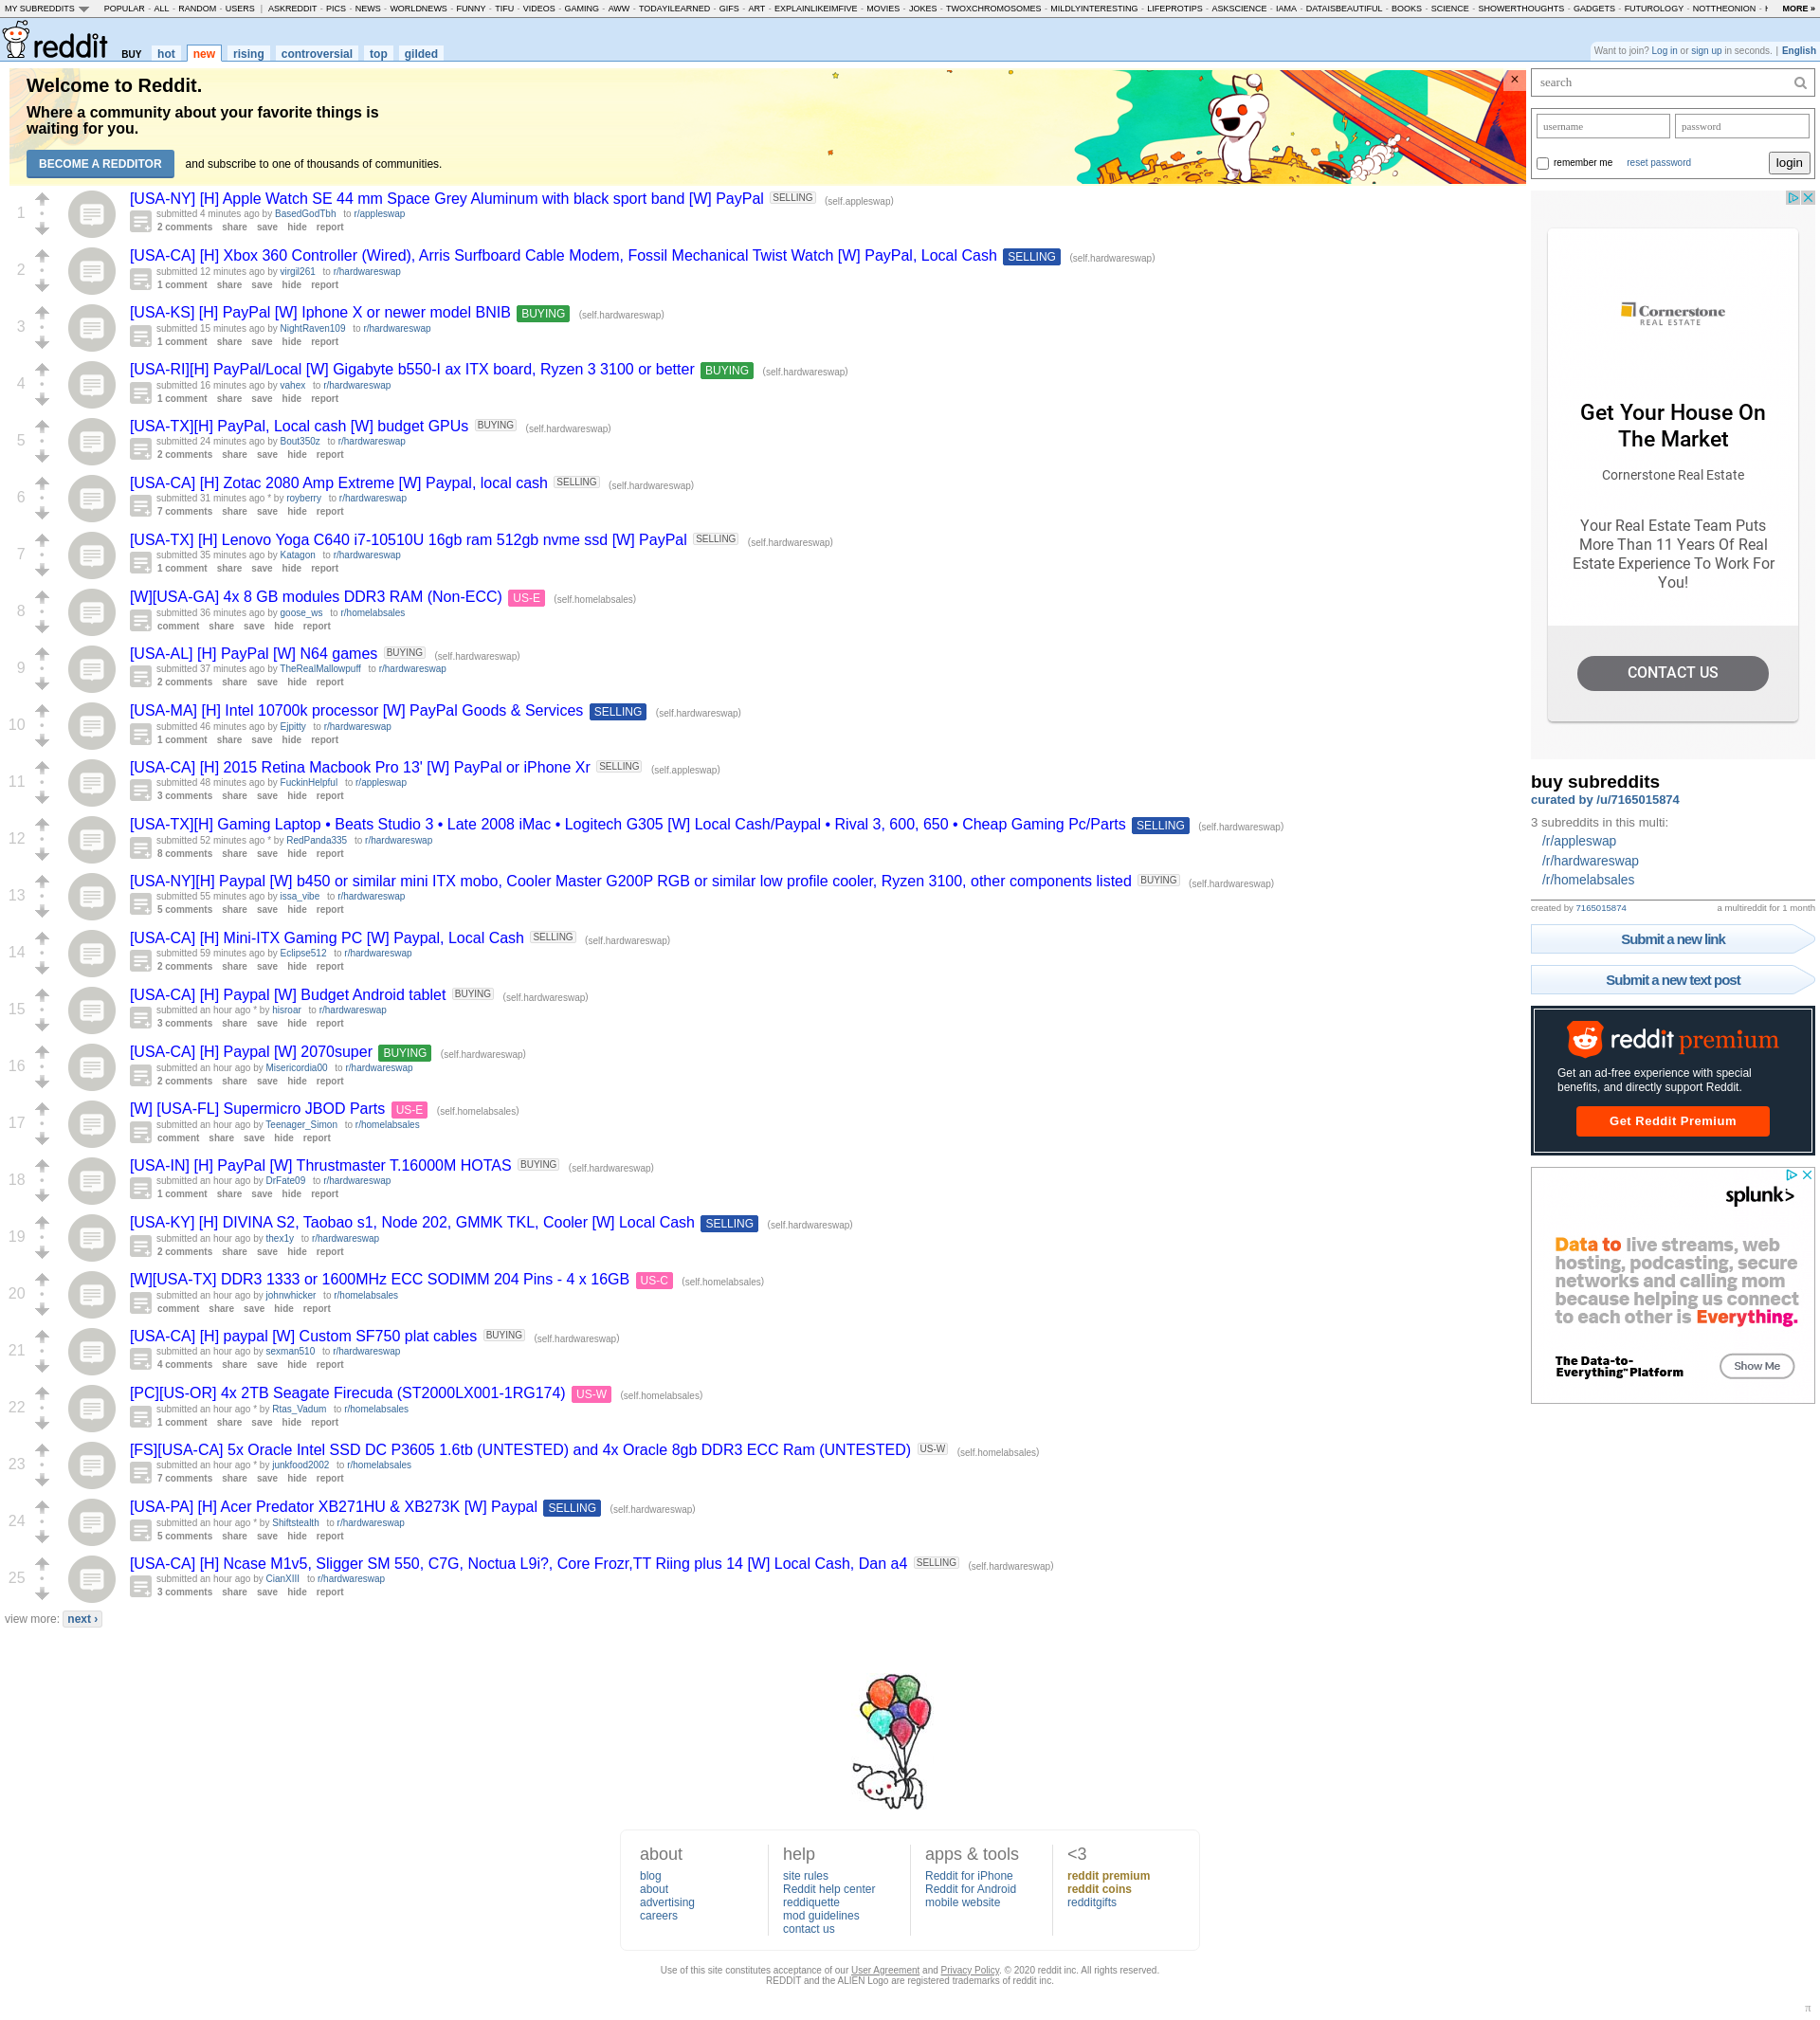 MY SUBREDDITS POPULAR - ALL - RANDOM - USERS | ASKREDDIT - PICS - NEWS - WORLDNEWS - FUNNY - TIFU - VIDEOS - GAMING - AWW - TODAYILEARNED - GIFS - ART - EXPLAINLIKEIMFIVE - MOVIES - JOKES - TWOXCHROMOSOMES - MILDLYINTERESTING - LIFEPROTIPS - ASKSCIENCE - IAMA - DATAISBEAUTIFUL - BOOKS - SCIENCE - SHOWERTHOUGHTS - GADGETS - FUTUROLOGY - NOTTHEONION - MORE »
reddit BUY hot new rising controversial top gilded
Want to join? Log in or sign up in seconds. | English
Welcome to Reddit.
Where a community about your favorite things is
waiting for you.
BECOME A REDDITOR and subscribe to one of thousands of communities.
1
[USA-NY] [H] Apple Watch SE 44 mm Space Grey Aluminum with black sport band [W] PayPal SELLING (self.appleswap)
submitted 4 minutes ago by BasedGodTbh to r/appleswap
2 comments share save hide report
2
[USA-CA] [H] Xbox 360 Controller (Wired), Arris Surfboard Cable Modem, Fossil Mechanical Twist Watch [W] PayPal, Local Cash SELLING (self.hardwareswap)
submitted 12 minutes ago by virgil261 to r/hardwareswap
1 comment share save hide report
3
[USA-KS] [H] PayPal [W] Iphone X or newer model BNIB BUYING (self.hardwareswap)
submitted 15 minutes ago by NightRaven109 to r/hardwareswap
1 comment share save hide report
4
[USA-RI][H] PayPal/Local [W] Gigabyte b550-I ax ITX board, Ryzen 3 3100 or better BUYING (self.hardwareswap)
submitted 16 minutes ago by vahex to r/hardwareswap
1 comment share save hide report
5
[USA-TX][H] PayPal, Local cash [W] budget GPUs BUYING (self.hardwareswap)
submitted 24 minutes ago by Bout350z to r/hardwareswap
2 comments share save hide report
6
[USA-CA] [H] Zotac 2080 Amp Extreme [W] Paypal, local cash SELLING (self.hardwareswap)
submitted 31 minutes ago * by royberry to r/hardwareswap
7 comments share save hide report
7
[USA-TX] [H] Lenovo Yoga C640 i7-10510U 16gb ram 512gb nvme ssd [W] PayPal SELLING (self.hardwareswap)
submitted 35 minutes ago by Katagon to r/hardwareswap
1 comment share save hide report
8
[W][USA-GA] 4x 8 GB modules DDR3 RAM (Non-ECC) US-E (self.homelabsales)
submitted 36 minutes ago by goose_ws to r/homelabsales
comment share save hide report
9
[USA-AL] [H] PayPal [W] N64 games BUYING (self.hardwareswap)
submitted 37 minutes ago by TheRealMallowpuff to r/hardwareswap
2 comments share save hide report
10
[USA-MA] [H] Intel 10700k processor [W] PayPal Goods & Services SELLING (self.hardwareswap)
submitted 46 minutes ago by Ejpitty to r/hardwareswap
1 comment share save hide report
11
[USA-CA] [H] 2015 Retina Macbook Pro 13' [W] PayPal or iPhone Xr SELLING (self.appleswap)
submitted 48 minutes ago by FuckinHelpful to r/appleswap
3 comments share save hide report
12
[USA-TX][H] Gaming Laptop • Beats Studio 3 • Late 2008 iMac • Logitech G305 [W] Local Cash/Paypal • Rival 3, 600, 650 • Cheap Gaming Pc/Parts SELLING (self.hardwareswap)
submitted 52 minutes ago * by RedPanda335 to r/hardwareswap
8 comments share save hide report
13
[USA-NY][H] Paypal [W] b450 or similar mini ITX mobo, Cooler Master G200P RGB or similar low profile cooler, Ryzen 3100, other components listed BUYING (self.hardwareswap)
submitted 55 minutes ago by issa_vibe to r/hardwareswap
5 comments share save hide report
14
[USA-CA] [H] Mini-ITX Gaming PC [W] Paypal, Local Cash SELLING (self.hardwareswap)
submitted 59 minutes ago by Eclipse512 to r/hardwareswap
2 comments share save hide report
15
[USA-CA] [H] Paypal [W] Budget Android tablet BUYING (self.hardwareswap)
submitted an hour ago * by hisroar to r/hardwareswap
3 comments share save hide report
16
[USA-CA] [H] Paypal [W] 2070super BUYING (self.hardwareswap)
submitted an hour ago by Misericordia00 to r/hardwareswap
2 comments share save hide report
17
[W] [USA-FL] Supermicro JBOD Parts US-E (self.homelabsales)
submitted an hour ago by Teenager_Simon to r/homelabsales
comment share save hide report
18
[USA-IN] [H] PayPal [W] Thrustmaster T.16000M HOTAS BUYING (self.hardwareswap)
submitted an hour ago by DrFate09 to r/hardwareswap
1 comment share save hide report
19
[USA-KY] [H] DIVINA S2, Taobao s1, Node 202, GMMK TKL, Cooler [W] Local Cash SELLING (self.hardwareswap)
submitted an hour ago by thex1y to r/hardwareswap
2 comments share save hide report
20
[W][USA-TX] DDR3 1333 or 1600MHz ECC SODIMM 204 Pins - 4 x 16GB US-C (self.homelabsales)
submitted an hour ago by johnwhicker to r/homelabsales
comment share save hide report
21
[USA-CA] [H] paypal [W] Custom SF750 plat cables BUYING (self.hardwareswap)
submitted an hour ago by sexman510 to r/hardwareswap
4 comments share save hide report
22
[PC][US-OR] 4x 2TB Seagate Firecuda (ST2000LX001-1RG174) US-W (self.homelabsales)
submitted an hour ago * by Rtas_Vadum to r/homelabsales
1 comment share save hide report
23
[FS][USA-CA] 5x Oracle Intel SSD DC P3605 1.6tb (UNTESTED) and 4x Oracle 8gb DDR3 ECC Ram (UNTESTED) US-W (self.homelabsales)
submitted an hour ago * by junkfood2002 to r/homelabsales
7 comments share save hide report
24
[USA-PA] [H] Acer Predator XB271HU & XB273K [W] Paypal SELLING (self.hardwareswap)
submitted an hour ago * by Shiftstealth to r/hardwareswap
5 comments share save hide report
25
[USA-CA] [H] Ncase M1v5, Sligger SM 550, C7G, Noctua L9i?, Core Frozr,TT Riing plus 14 [W] Local Cash, Dan a4 SELLING (self.hardwareswap)
submitted an hour ago by CianXIII to r/hardwareswap
3 comments share save hide report
view more: next ›
search
username password
remember me reset password login
Cornerstone
REAL ESTATE
Get Your House On
The Market
Cornerstone Real Estate
Your Real Estate Team Puts
More Than 11 Years Of Real
Estate Experience To Work For
You!
CONTACT US
buy subreddits
curated by /u/7165015874
3 subreddits in this multi:
/r/appleswap
/r/hardwareswap
/r/homelabsales
created by 7165015874 a multireddit for 1 month
Submit a new link
Submit a new text post
reddit premium
Get an ad-free experience with special
benefits, and directly support Reddit.
Get Reddit Premium
splunk>
Data to live streams, web
hosting, podcasting, secure
networks and calling mom
because helping us connect
to each other is Everything.
The Data-to-
Everything™ Platform
Show Me
about
blog
about
advertising
careers
help
site rules
Reddit help center
reddiquette
mod guidelines
contact us
apps & tools
Reddit for iPhone
Reddit for Android
mobile website
<3
reddit premium
reddit coins
redditgifts
Use of this site constitutes acceptance of our User Agreement and Privacy Policy. © 2020 reddit inc. All rights reserved.
REDDIT and the ALIEN Logo are registered trademarks of reddit inc.
π